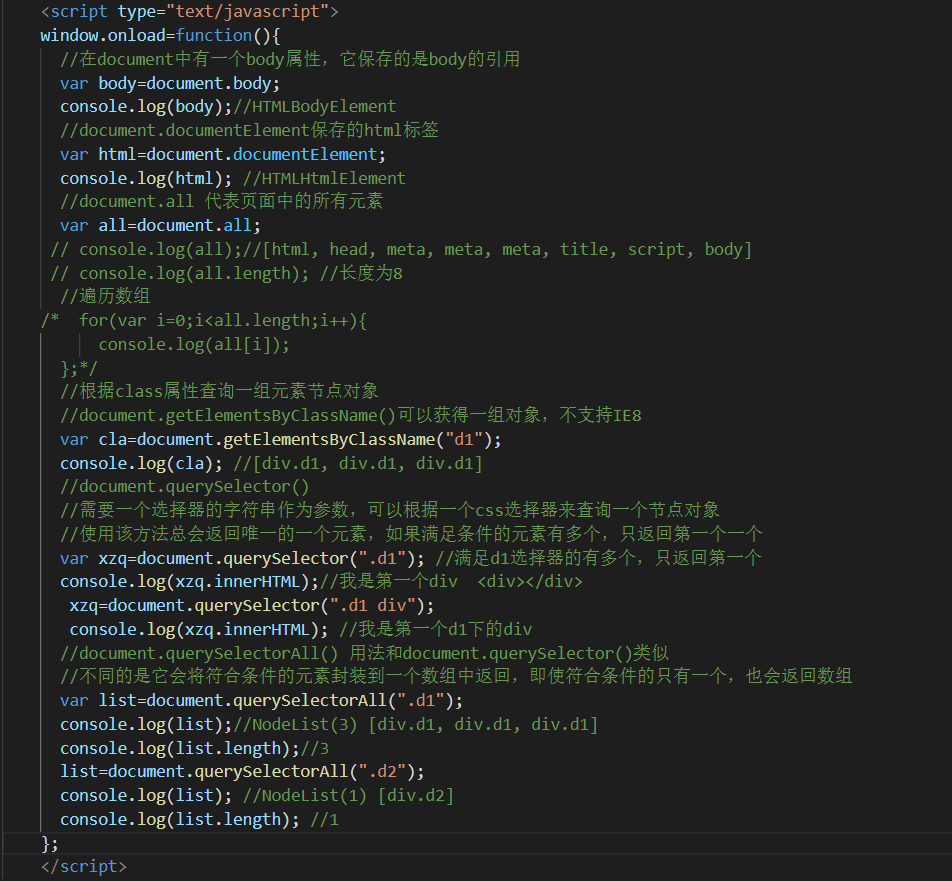 <script type="text/javascript">
window.onload=function(){
//在document中有一个body属性，它保存的是body的引用
var body=document.body;
console.log(body);//HTMLBodyElement
//document.documentElement保存的html标签
var html=document.documentElement;
console.log(html); //HTMLHtmlElement
//document.all 代表页面中的所有元素
var all=document.all;
// console.log(all);//[html, head, meta, meta, meta, title, script, body]
// console.log(all.length); //长度为8
//遍历数组
/*  for(var i=0;i<all.length;i++){
console.log(all[i]);
};*/
//根据class属性查询一组元素节点对象
//document.getElementsByClassName()可以获得一组对象，不支持IE8
var cla=document.getElementsByClassName("d1");
console.log(cla); //[div.d1, div.d1, div.d1]
//document.querySelector()
//需要一个选择器的字符串作为参数，可以根据一个css选择器来查询一个节点对象
//使用该方法总会返回唯一的一个元素，如果满足条件的元素有多个，只返回第一个一个
var xzq=document.querySelector(".d1"); //满足d1选择器的有多个，只返回第一个
console.log(xzq.innerHTML);//我是第一个div  <div></div>
xzq=document.querySelector(".d1 div");
console.log(xzq.innerHTML); //我是第一个d1下的div
//document.querySelectorAll() 用法和document.querySelector()类似
//不同的是它会将符合条件的元素封装到一个数组中返回，即使符合条件的只有一个，也会返回数组
var list=document.querySelectorAll(".d1");
console.log(list);//NodeList(3) [div.d1, div.d1, div.d1]
console.log(list.length);//3
list=document.querySelectorAll(".d2");
console.log(list); //NodeList(1) [div.d2]
console.log(list.length); //1
};
</script>